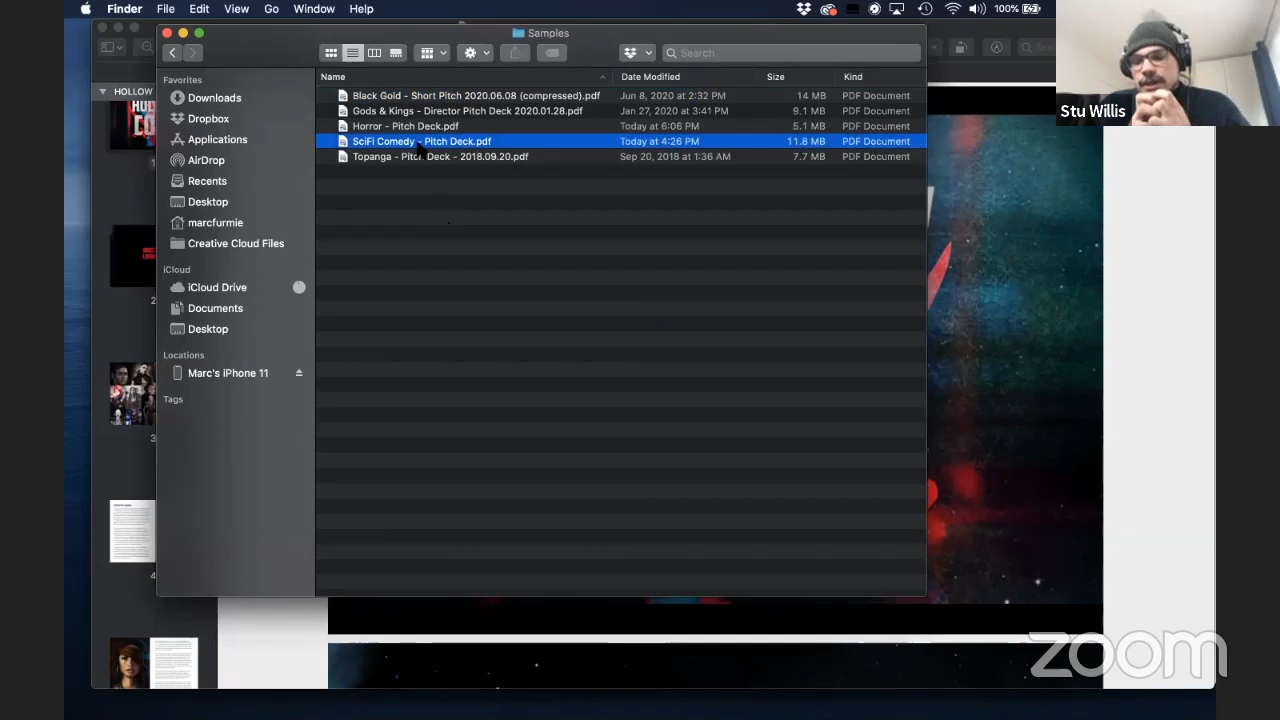 Finder File Edit View Go Window Help 100%
Samples
Search
Name Date Modified Size Kind
Black Gold - Short Pitch 2020.06.08 (compressed).pdf Jun 8, 2020 at 2:32 PM 14 MB PDF Document
Docs & Mrgs - Director Pitch Deck 2020.01.28.pdf Jan 27, 2020 at 3:41 PM 9.1 MB PDF Document
Horror - Pitch Deck.pdf Today at 6:06 PM 5.1 MB PDF Document
SciFi Comedy - Pitch Deck.pdf Today at 4:26 PM 11.8 MB PDF Document
Topanga - Pitch Deck - 2018.09.20.pdf Sep 20, 2018 at 1:36 AM 7.7 MB PDF Document
Favorites
Downloads
Dropbox
Applications
AirDrop
Recents
Desktop
marcfurmie
Creative Cloud Files
iCloud
iCloud Drive
Documents
Desktop
Locations
Marc's iPhone 11
Tags
HOLLOW
2
3
4
Stu Willis
zoom